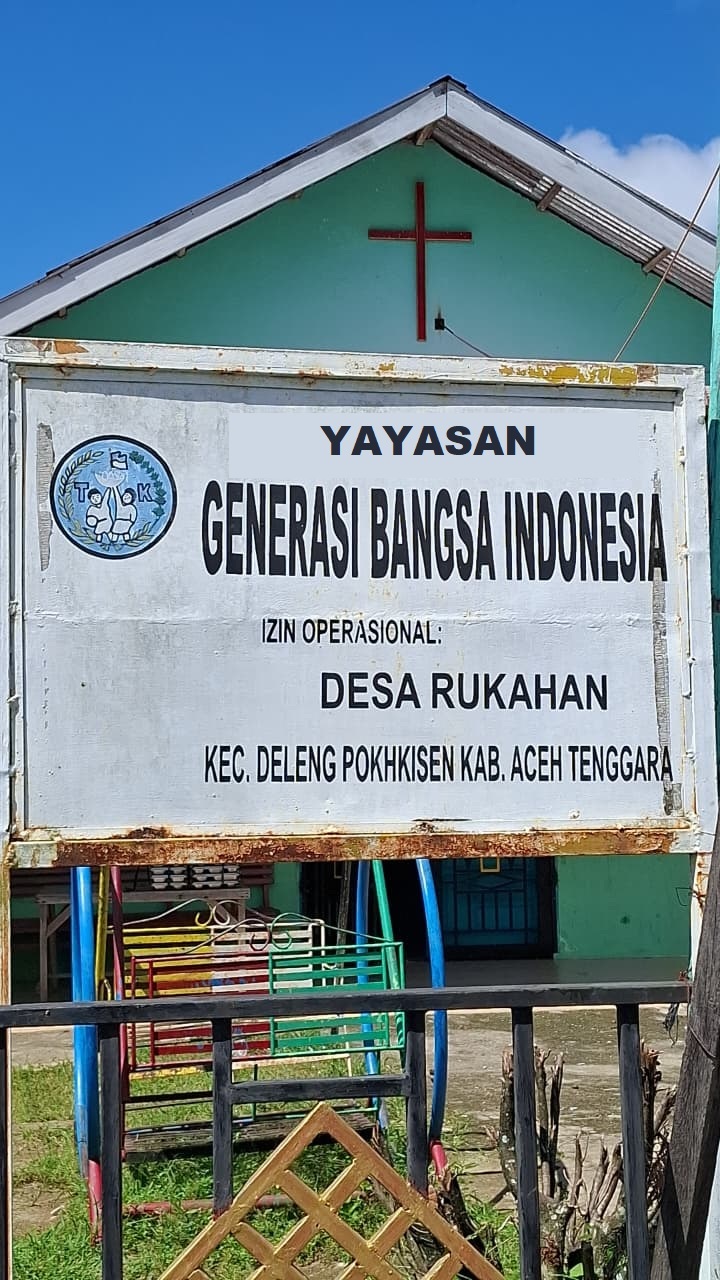 YAYASAN
T K
GENERASI BANGSA INDONESIA
IZIN OPERASIONAL:
DESA RUKAHAN
KEC. DELENG POKHKISEN KAB. ACEH TENGGARA